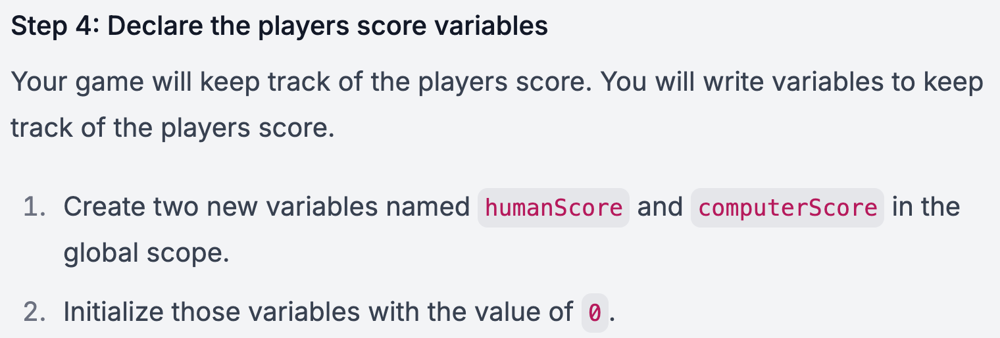 Step 4: Declare the players score variables
Your game will keep track of the players score. You will write variables to keep
track of the players score.
1. Create two new variables named humanScore and computerScore in the
global scope.
2. Initialize those variables with the value of 0.